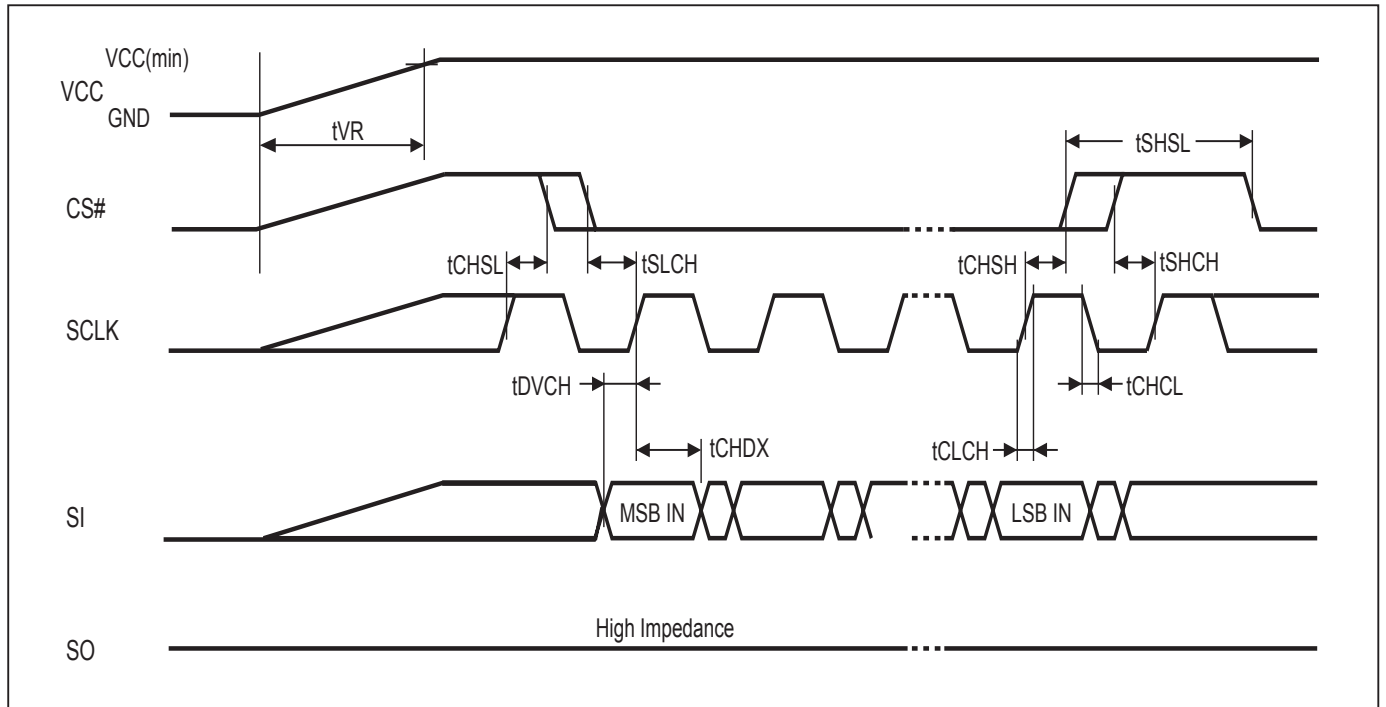 VCC(min)
VCC
GND
tVR
tSHSL
CS#
tCHSL
tSLCH
tCHSH
tSHCH
SCLK
tDVCH
tCHCL
tCHDX
tCLCH
SI
MSB IN
LSB IN
High Impedance
SO